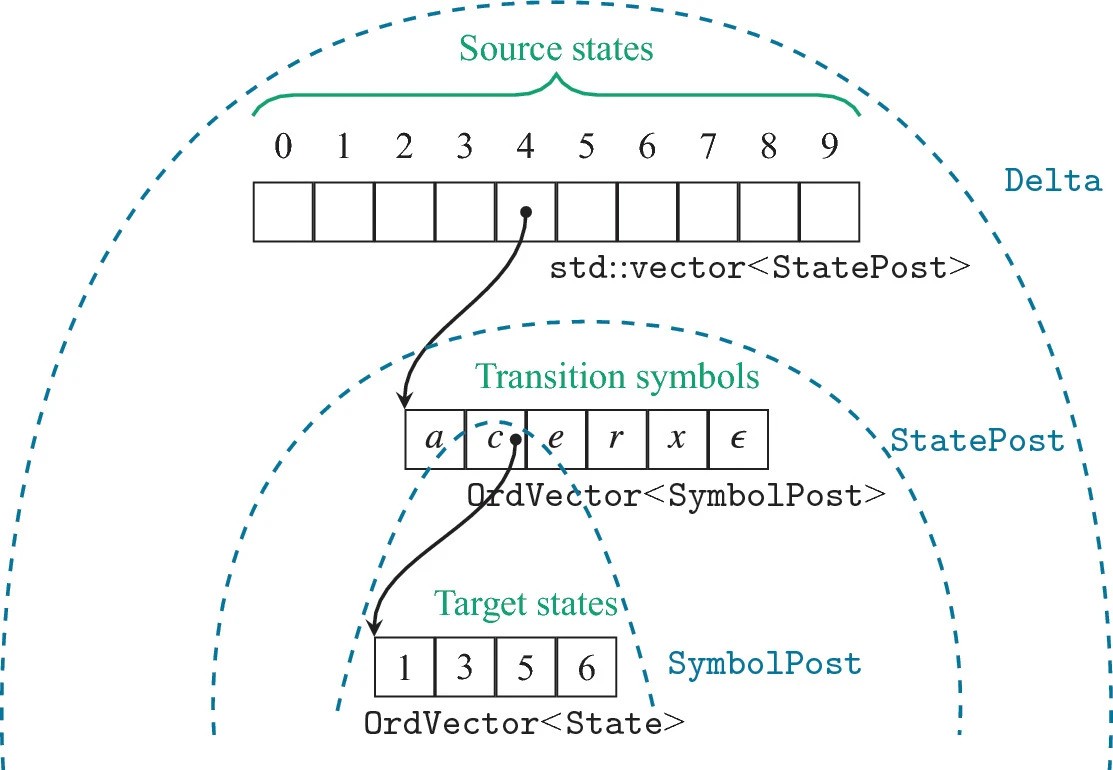 Source states
0 1 2 3 4 5 6 7 8 9
Delta
std::vector<StatePost>
Transition symbols
a c e r x ϵ
StatePost
OrdVector<SymbolPost>
Target states
1 3 5 6
SymbolPost
OrdVector<State>